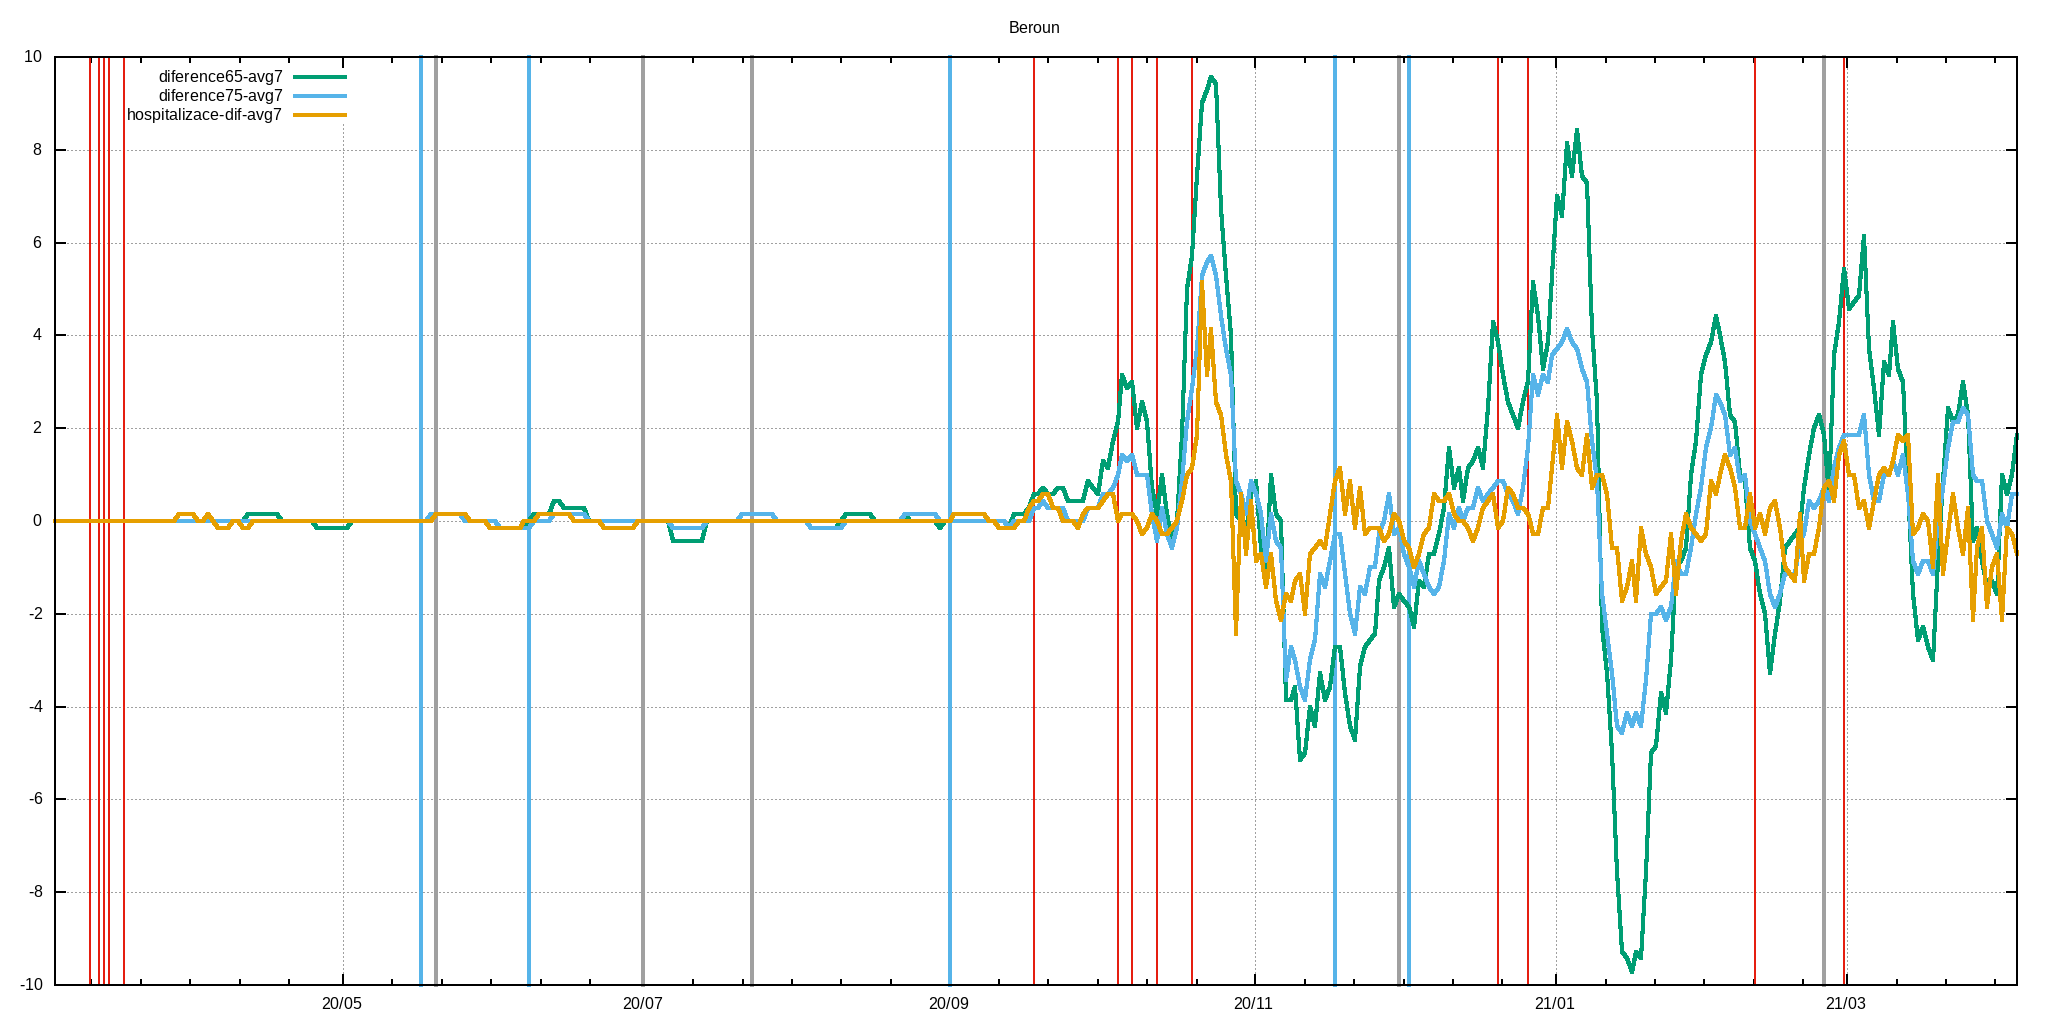 Beroun
diference65-avg7
diference75-avg7
hospitalizace-dif-avg7
10
8
6
4
2
0
-2
-4
-6
-8
-10
20/05 20/07 20/09 20/11 21/01 21/03